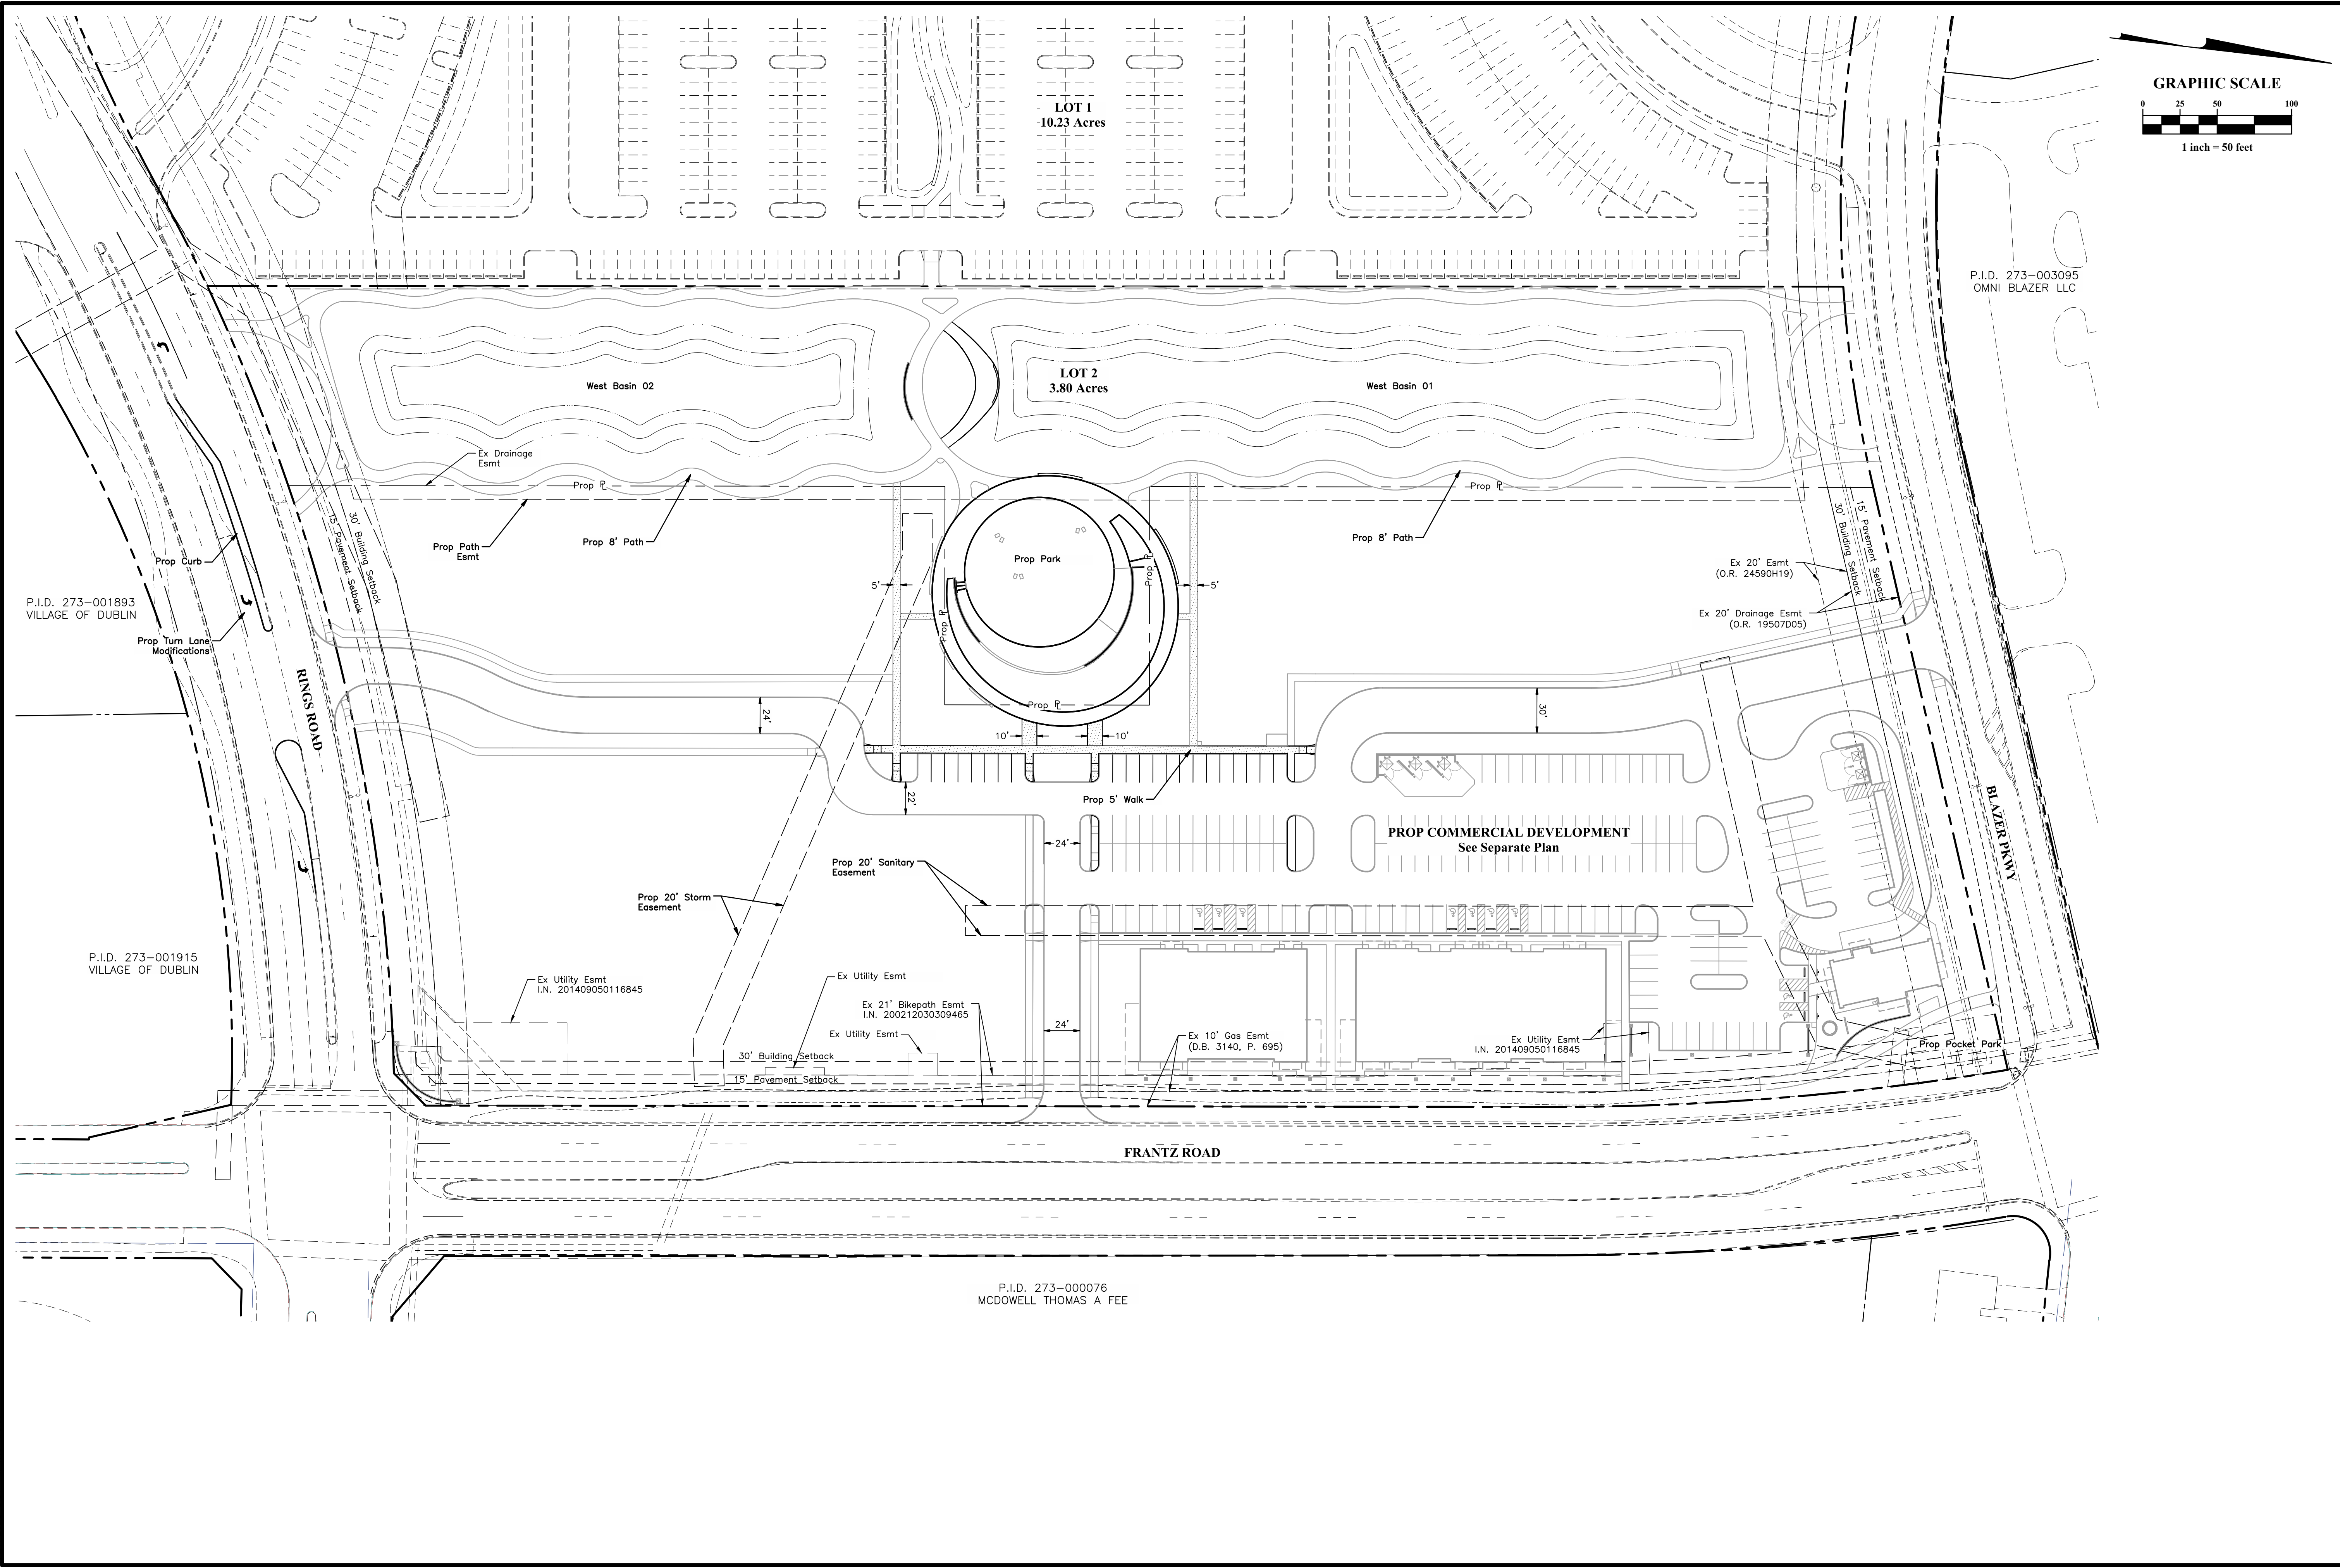 GRAPHIC SCALE
0 25 50 100
1 inch = 50 feet
LOT 1
10.23 Acres
P.I.D. 273-003095
OMNI BLAZER LLC
LOT 2
3.80 Acres
West Basin 02
West Basin 01
Ex Drainage
Esmt
Prop PL
Prop PL
Prop Path
Esmt
Prop 8' Path
Prop 8' Path
15' Pavement Setback
30' Building Setback
30' Building Setback
15' Pavement Setback
Prop Curb
Prop Park
Prop PL
Prop PL
5'
5'
Ex 20' Esmt
(O.R. 24590H19)
Ex 20' Drainage Esmt
(O.R. 19507D05)
P.I.D. 273-001893
VILLAGE OF DUBLIN
Prop Turn Lane
Modifications
RINGS ROAD
Prop PL
24'
30'
10'
10'
22'
Prop 5' Walk
BLAZER PKWY
PROP COMMERCIAL DEVELOPMENT
See Separate Plan
24'
Prop 20' Sanitary
Easement
Prop 20' Storm
Easement
P.I.D. 273-001915
VILLAGE OF DUBLIN
Ex Utility Esmt
I.N. 201409050116845
Ex Utility Esmt
Ex 21' Bikepath Esmt
I.N. 200212030309465
Ex Utility Esmt
24'
Ex 10' Gas Esmt
(D.B. 3140, P. 695)
Ex Utility Esmt
I.N. 201409050116845
Prop Pocket Park
30' Building Setback
15' Pavement Setback
FRANTZ ROAD
P.I.D. 273-000076
MCDOWELL THOMAS A FEE